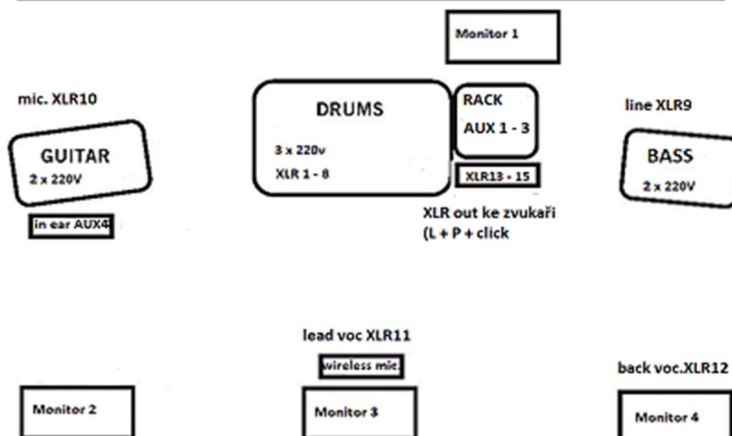 Monitor 1
mic. XLR10
GUITAR
2 x 220V
in ear AUX4
DRUMS
3 x 220v
XLR 1 - 8
RACK
AUX 1 - 3
XLR13 - 15
XLR out ke zvukaři
(L + P + click
line XLR9
BASS
2 x 220V
lead voc XLR11
wireless mic.
back voc.XLR12
Monitor 2
Monitor 3
Monitor 4